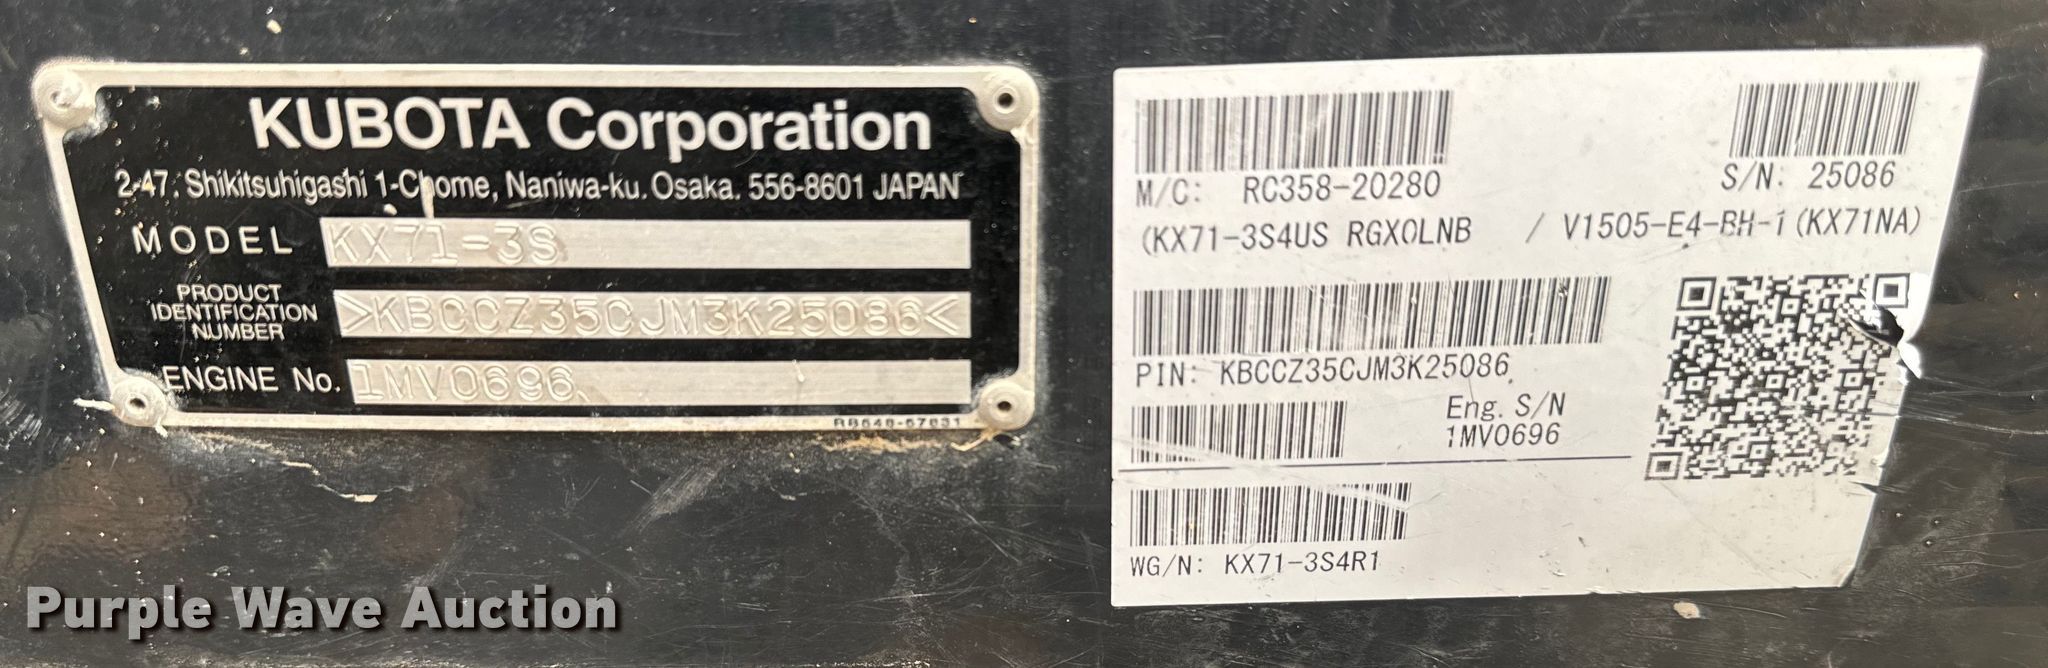 KUBOTA Corporation
2-47, Shikitsuhigashi 1-Chome, Naniwa-ku. Osaka. 556-8601 JAPAN
MODEL KX71-3S
PRODUCT
IDENTIFICATION
NUMBER
>KBCCZ35CJM3K25086<
ENGINE No. 1MV0696
RB640-57831
M/C: RC358-20280
S/N: 25086
(KX71-3S4US RGXOLNB / V1505-E4-BH-1(KX71NA)
PIN: KBCCZ35CJM3K25086
Eng. S/N
1MV0696
WG/N: KX71-3S4R1
Purple Wave Auction